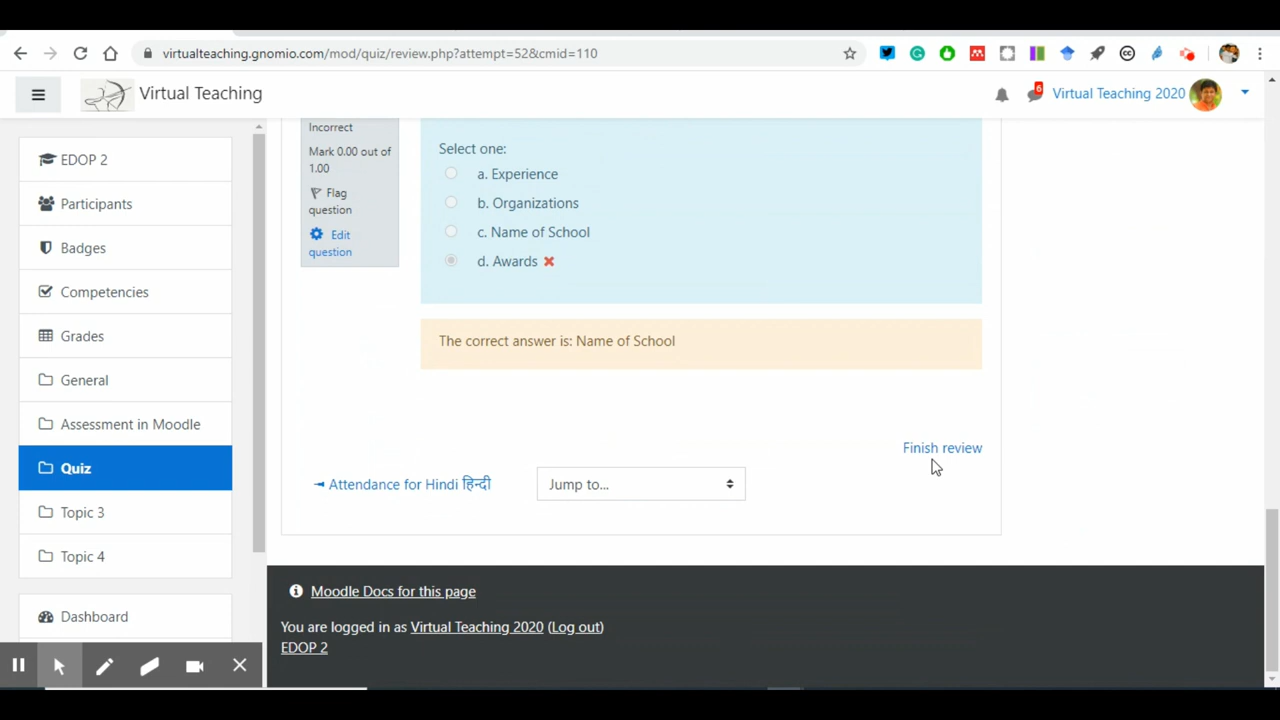 virtualteaching.gnomio.com/mod/quiz/review.php?attempt=52&cmid=110
Virtual Teaching
6
Virtual Teaching 2020
EDOP 2
Participants
Badges
Competencies
Grades
General
Assessment in Moodle
Quiz
Topic 3
Topic 4
Dashboard
Incorrect
Mark 0.00 out of
1.00
Flag
question
Edit
question
Select one:
a. Experience
b. Organizations
c. Name of School
d. Awards
The correct answer is: Name of School
Finish review
◄ Attendance for Hindi हिन्दी
Jump to...
Moodle Docs for this page
You are logged in as Virtual Teaching 2020 (Log out)
EDOP 2